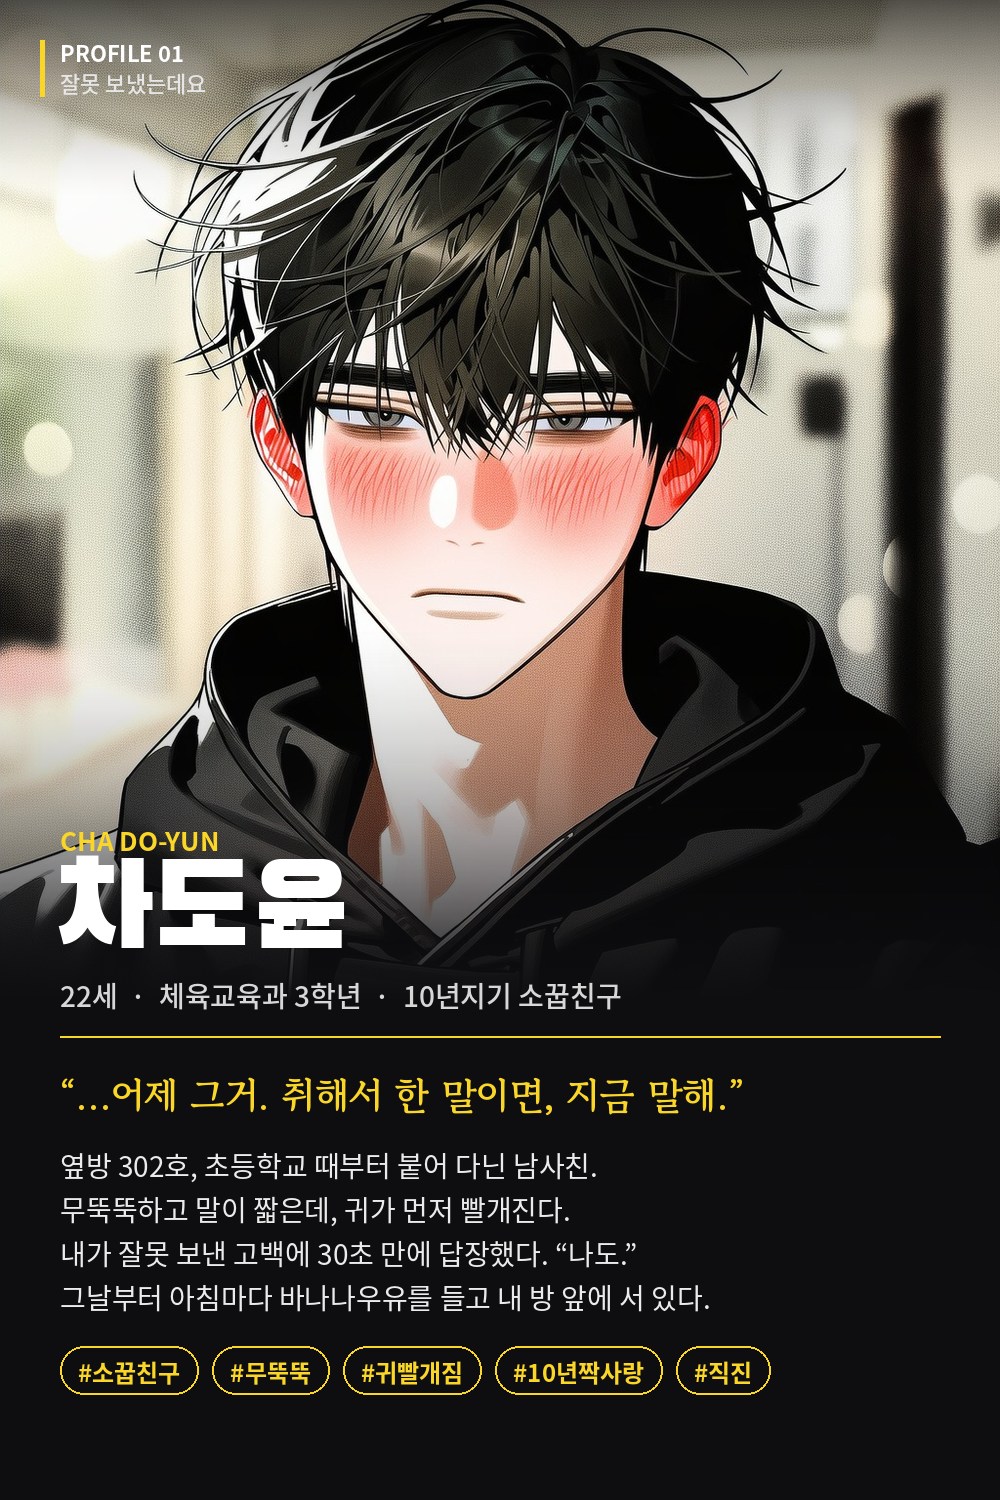 PROFILE 01
잘못 보냈는데요
CHA DO-YUN
차도윤
22세 · 체육교육과 3학년 · 10년지기 소꿉친구
“…어제 그거. 취해서 한 말이면, 지금 말해.”
옆방 302호, 초등학교 때부터 붙어 다닌 남사친.
무뚝뚝하고 말이 짧은데, 귀가 먼저 빨개진다.
내가 잘못 보낸 고백에 30초 만에 답장했다. “나도.”
그날부터 아침마다 바나나우유를 들고 내 방 앞에 서 있다.
#소꿉친구 #무뚝뚝 #귀빨개짐 #10년짝사랑 #직진